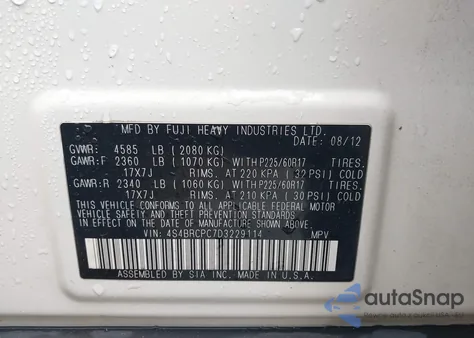 MFD BY FUJI HEAVY INDUSTRIES LTD.
DATE: 08/12
GVWR: 4585 LB (2080 KG)
GAWR:F 2360 LB (1070 KG) WITH P225/60R17 TIRES.
17X7J RIMS. AT 220 KPA (32 PSI) COLD
GAWR:R 2340 LB (1060 KG) WITH P225/60R17 TIRES.
17X7J RIMS. AT 210 KPA (30 PSI) COLD
THIS VEHICLE CONFORMS TO ALL APPLICABLE FEDERAL MOTOR
VEHICLE SAFETY AND THEFT PREVENTION STANDARDS
IN EFFECT ON THE DATE OF MANUFACTURE SHOWN ABOVE.
VIN: 4S4BRCPC7D3229114 MPV
ASSEMBLED BY SIA INC. MADE IN U.S.A.
autoSnap